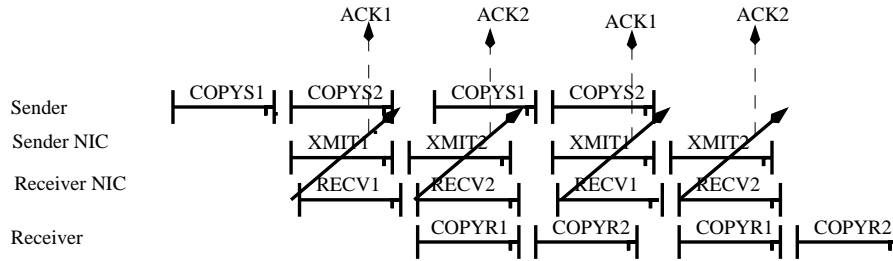 ACK1 ACK2 ACK1 ACK2
Sender COPYS1 COPYS2 COPYS1 COPYS2
Sender NIC XMIT1 XMIT2 XMIT1 XMIT2
Receiver NIC RECV1 RECV2 RECV1 RECV2
Receiver COPYR1 COPYR2 COPYR1 COPYR2